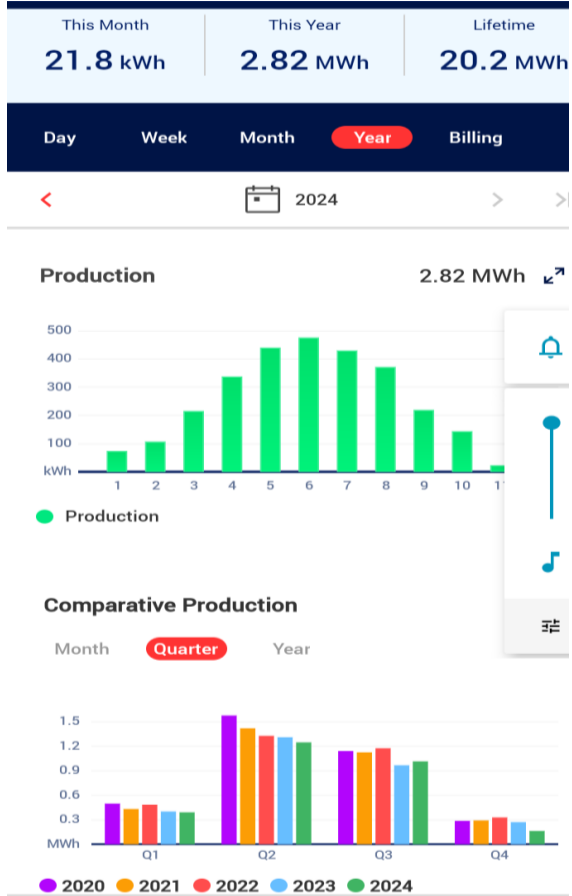 This Month This Year Lifetime
21.8 kWh 2.82 MWh 20.2 MWh
Day Week Month Year Billing
2024
Production 2.82 MWh
500
400
300
200
100
kWh
1 2 3 4 5 6 7 8 9 10
Production
Comparative Production
Month Quarter Year
1.5
1.2
0.9
0.6
0.3
MWh
Q1 Q2 Q3 Q4
2020 2021 2022 2023 2024